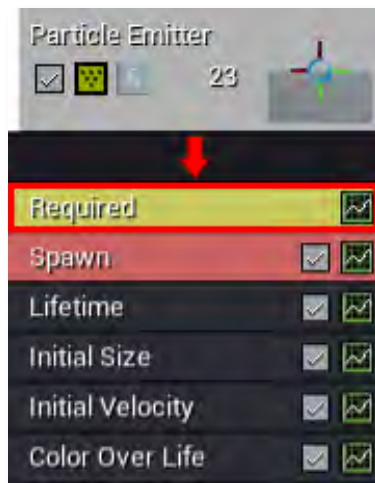 Particle Emitter
23
Required
Spawn
Lifetime
Initial Size
Initial Velocity
Color Over Life